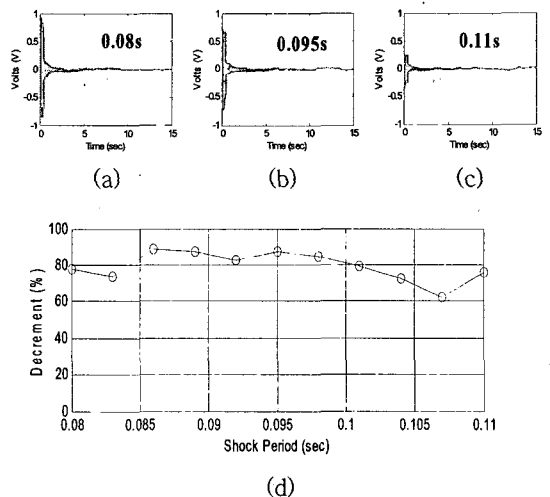 1
0.5
0
-0.5
-1
Volts (V)
0.08s
0 5 10 15
Time (sec)
(a)
1
0.5
0
-0.5
-1
Volts (V)
0.095s
0 5 10 15
Time (sec)
(b)
1
0.5
0
-0.5
-1
Volts (V)
0.11s
0 5 10 15
Time (sec)
(c)
100
80
60
40
20
0
Decrement (%)
0.08 0.085 0.09 0.095 0.1 0.105 0.11
Shock Period (sec)
(d)